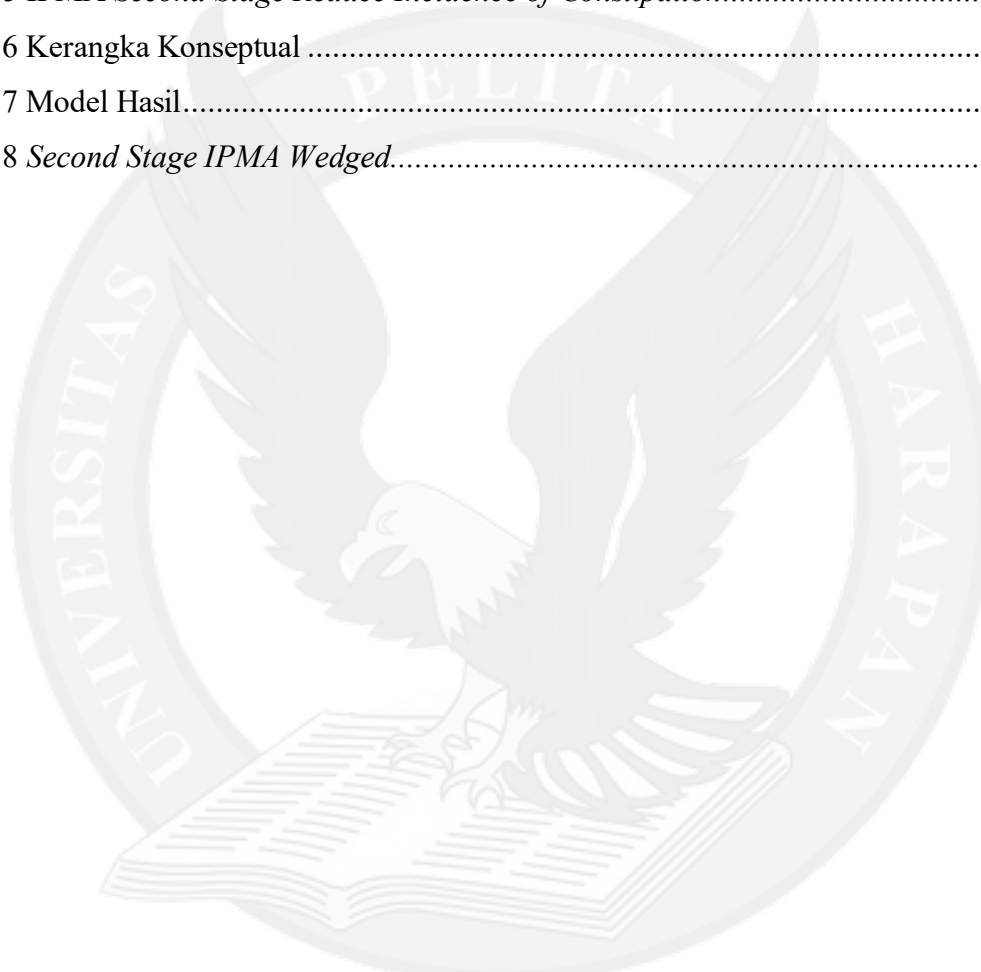 6 Kerangka Konseptual ................................................................................
7 Model Hasil................................................................................................
8 Second Stage IPMA Wedged.......................................................................
UNIVERSITAS PELITA HARAPAN